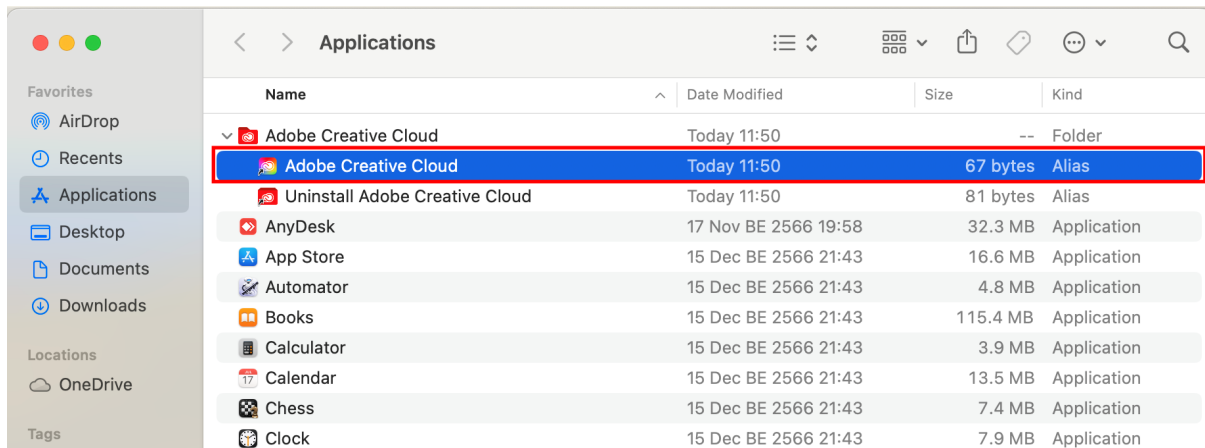 Applications
Favorites
AirDrop
Recents
Applications
Desktop
Documents
Downloads
Locations
OneDrive
Tags
Name Date Modified Size Kind
Adobe Creative Cloud Today 11:50 -- Folder
Adobe Creative Cloud Today 11:50 67 bytes Alias
Uninstall Adobe Creative Cloud Today 11:50 81 bytes Alias
AnyDesk 17 Nov BE 2566 19:58 32.3 MB Application
App Store 15 Dec BE 2566 21:43 16.6 MB Application
Automator 15 Dec BE 2566 21:43 4.8 MB Application
Books 15 Dec BE 2566 21:43 115.4 MB Application
Calculator 15 Dec BE 2566 21:43 3.9 MB Application
Calendar 15 Dec BE 2566 21:43 13.5 MB Application
Chess 15 Dec BE 2566 21:43 7.4 MB Application
Clock 15 Dec BE 2566 21:43 7.9 MB Application